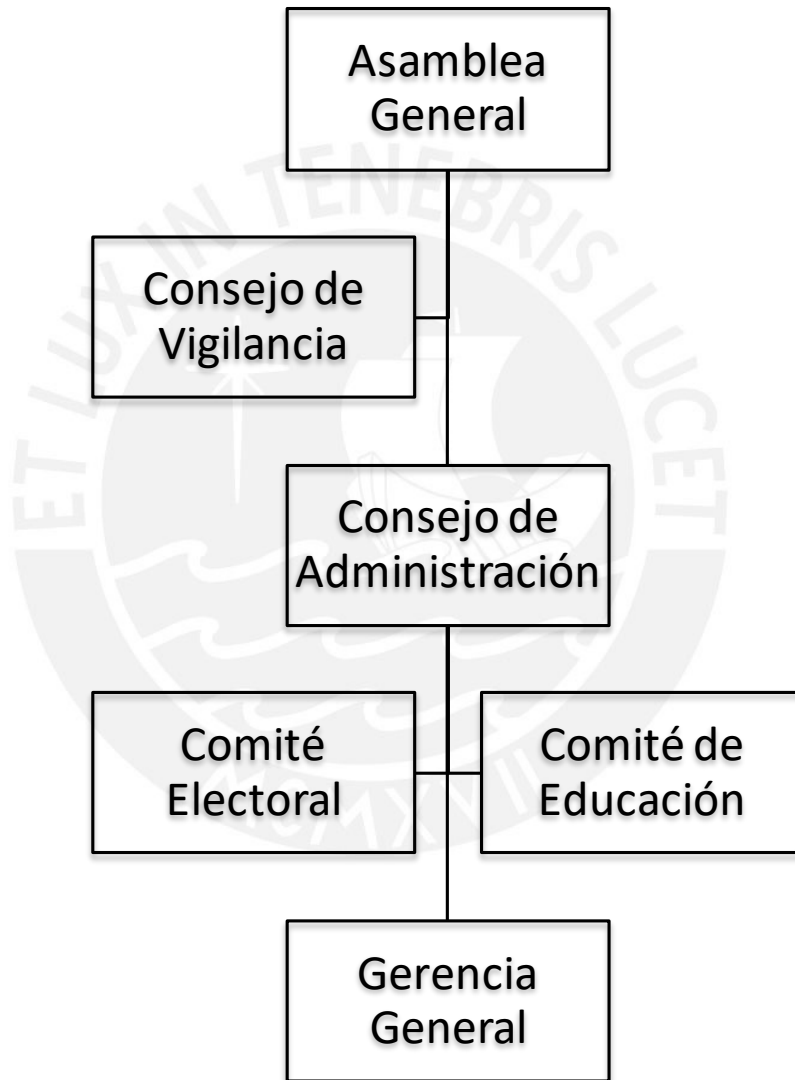 Asamblea
General
Consejo de
Vigilancia
Consejo de
Administración
Comité
Electoral
Comité de
Educación
Gerencia
General
ET LUX IN TENEBRIS LUCET
MCMXVII